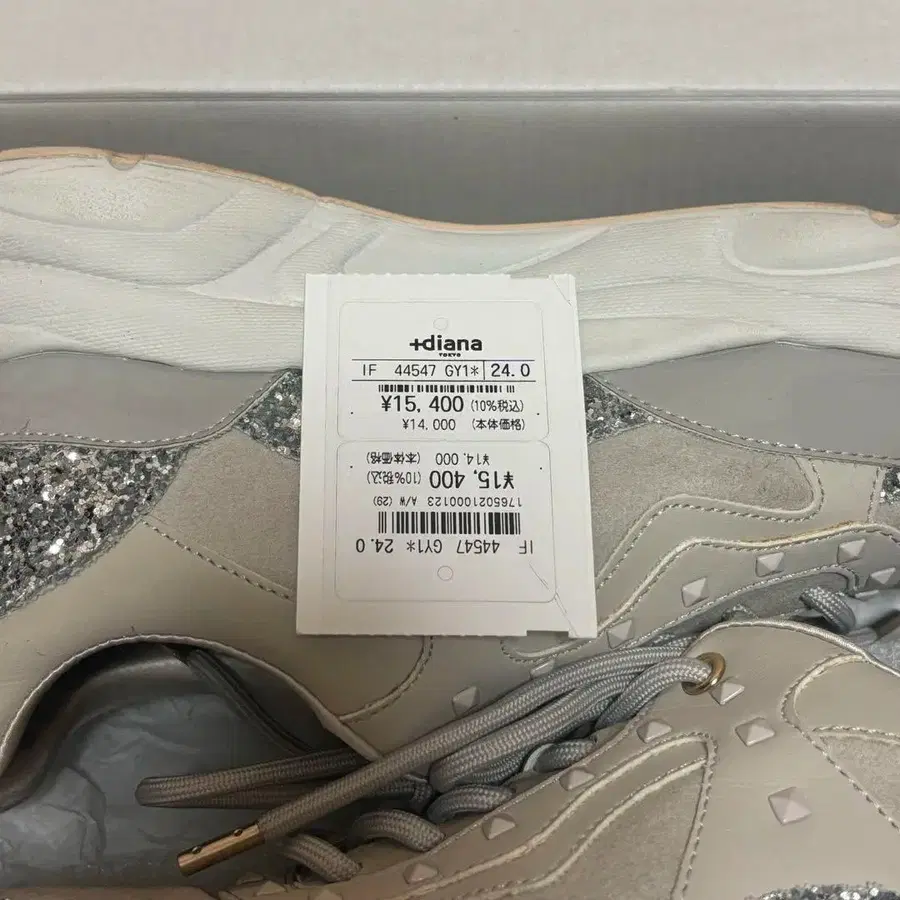 +diana
TOKYO
IF 44547 GY1* 24.0
¥15,400 (10%税込)
¥14,000 (本体価格)
¥14,000 (本体価格)
¥15,400 (10%税込)
1765021000123 A/W (29)
IF 44547 GY1* 24.0